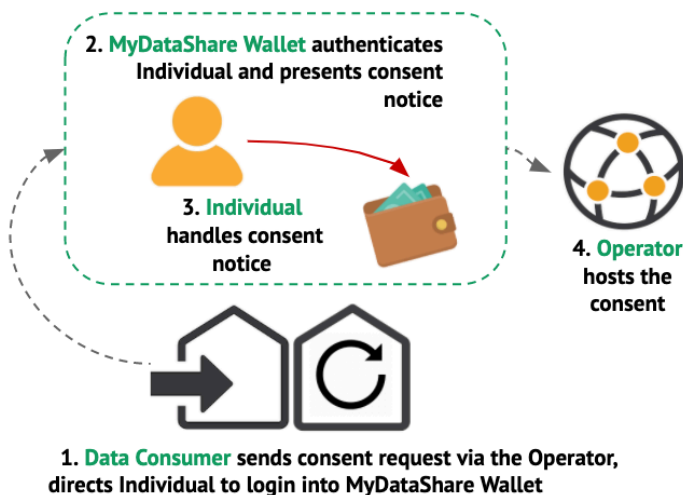 2. MyDataShare Wallet authenticates
Individual and presents consent
notice
3. Individual
handles consent
notice
4. Operator
hosts the
consent
1. Data Consumer sends consent request via the Operator,
directs Individual to login into MyDataShare Wallet